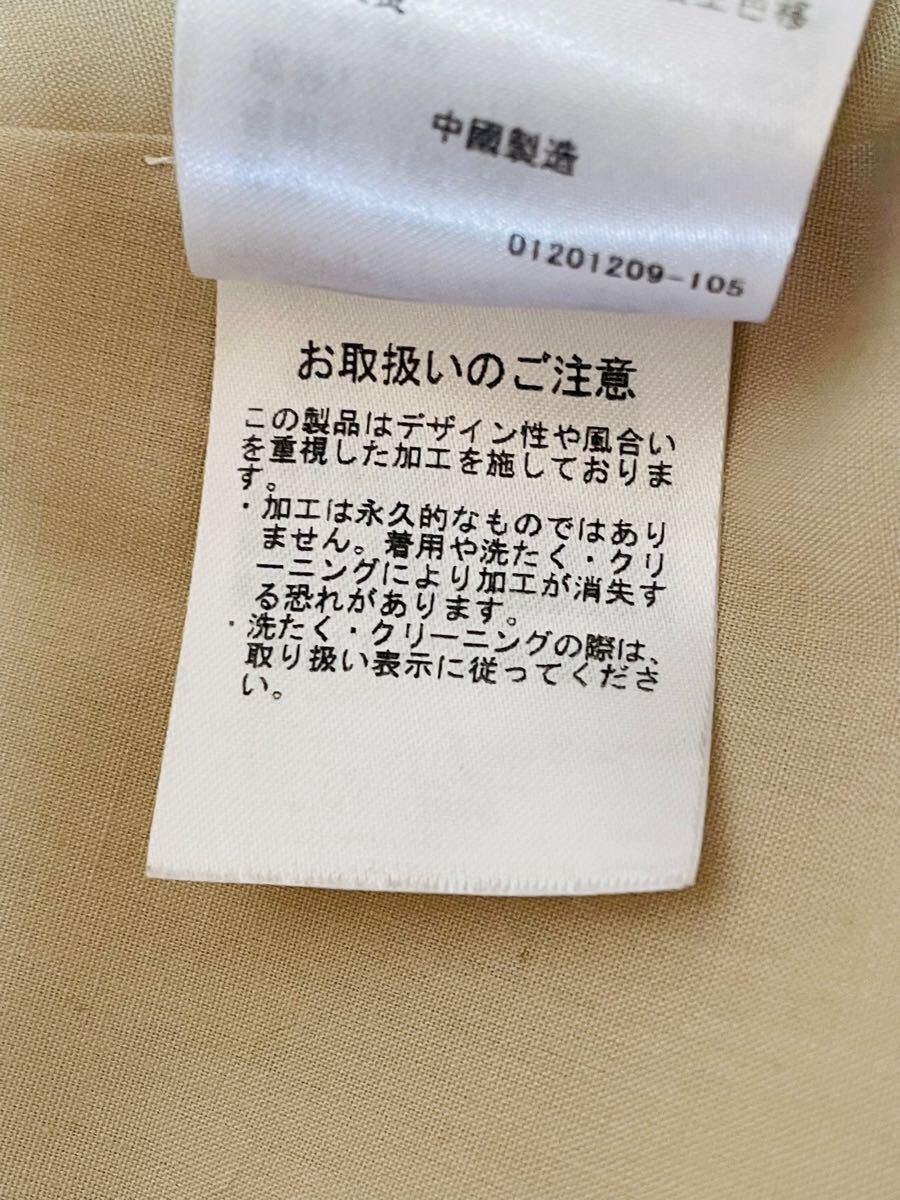 色移
中國製造
01201209-105
お取扱いのご注意
この製品はデザイン性や風合い
を重視した加工を施しておりま
す。
・加工は永久的なものではあり
ません。着用や洗たく・クリ
ーニングにより加工が消失す
る恐れがあります。
・洗たく・クリーニングの際は、
取り扱い表示に従ってくださ
い。